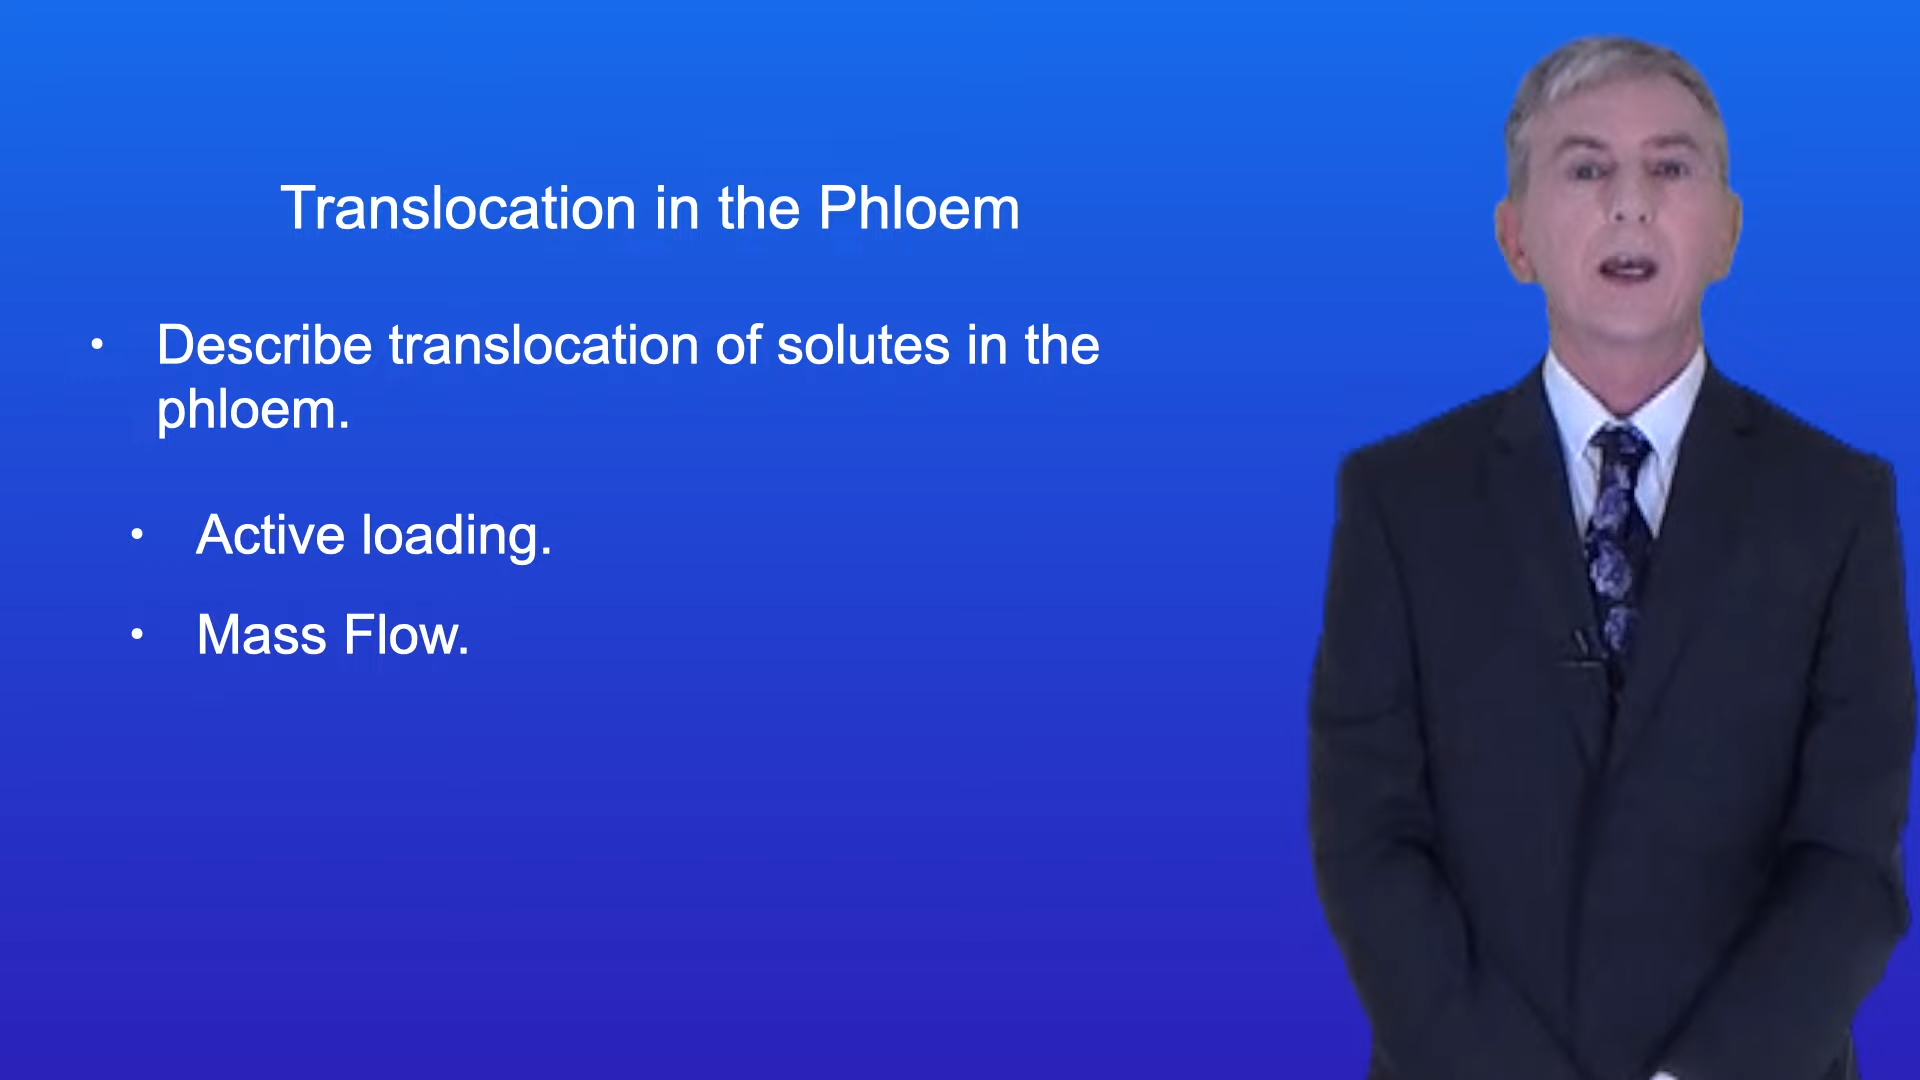 Translocation in the Phloem
• Describe translocation of solutes in the
phloem.
• Active loading.
• Mass Flow.